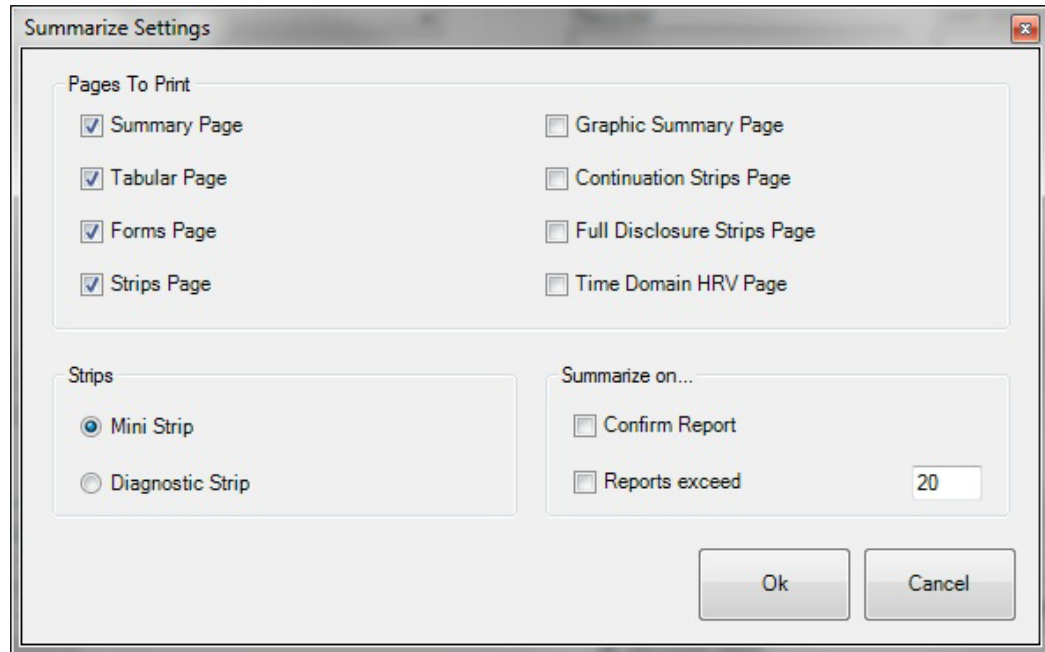 Summarize Settings
Pages To Print
Summary Page
Graphic Summary Page
Tabular Page
Continuation Strips Page
Forms Page
Full Disclosure Strips Page
Strips Page
Time Domain HRV Page
Strips
Mini Strip
Diagnostic Strip
Summarize on...
Confirm Report
Reports exceed 20
Ok
Cancel